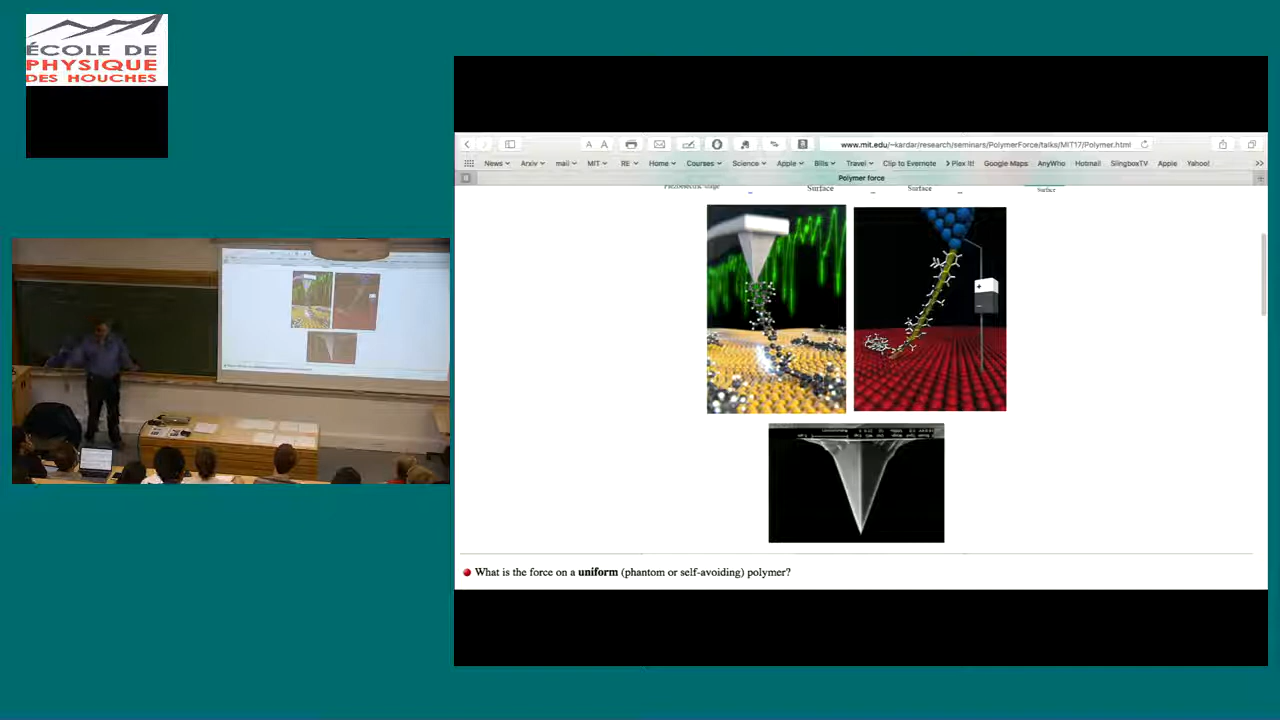 ÉCOLE DE
PHYSIQUE
DES HOUCHES
A A
www.mit.edu/~kardar/research/seminars/PolymerForce/talks/MIT17/Polymer.html
News Arxiv mail MIT RE Home Courses Science Apple Bills Travel Clip to Evernote Plex It! Google Maps AnyWho Hotmail SlingboxTV Apple Yahoo! >>
Polymer force
Piezoelectric stage Surface Surface Surface
What is the force on a uniform (phantom or self-avoiding) polymer?